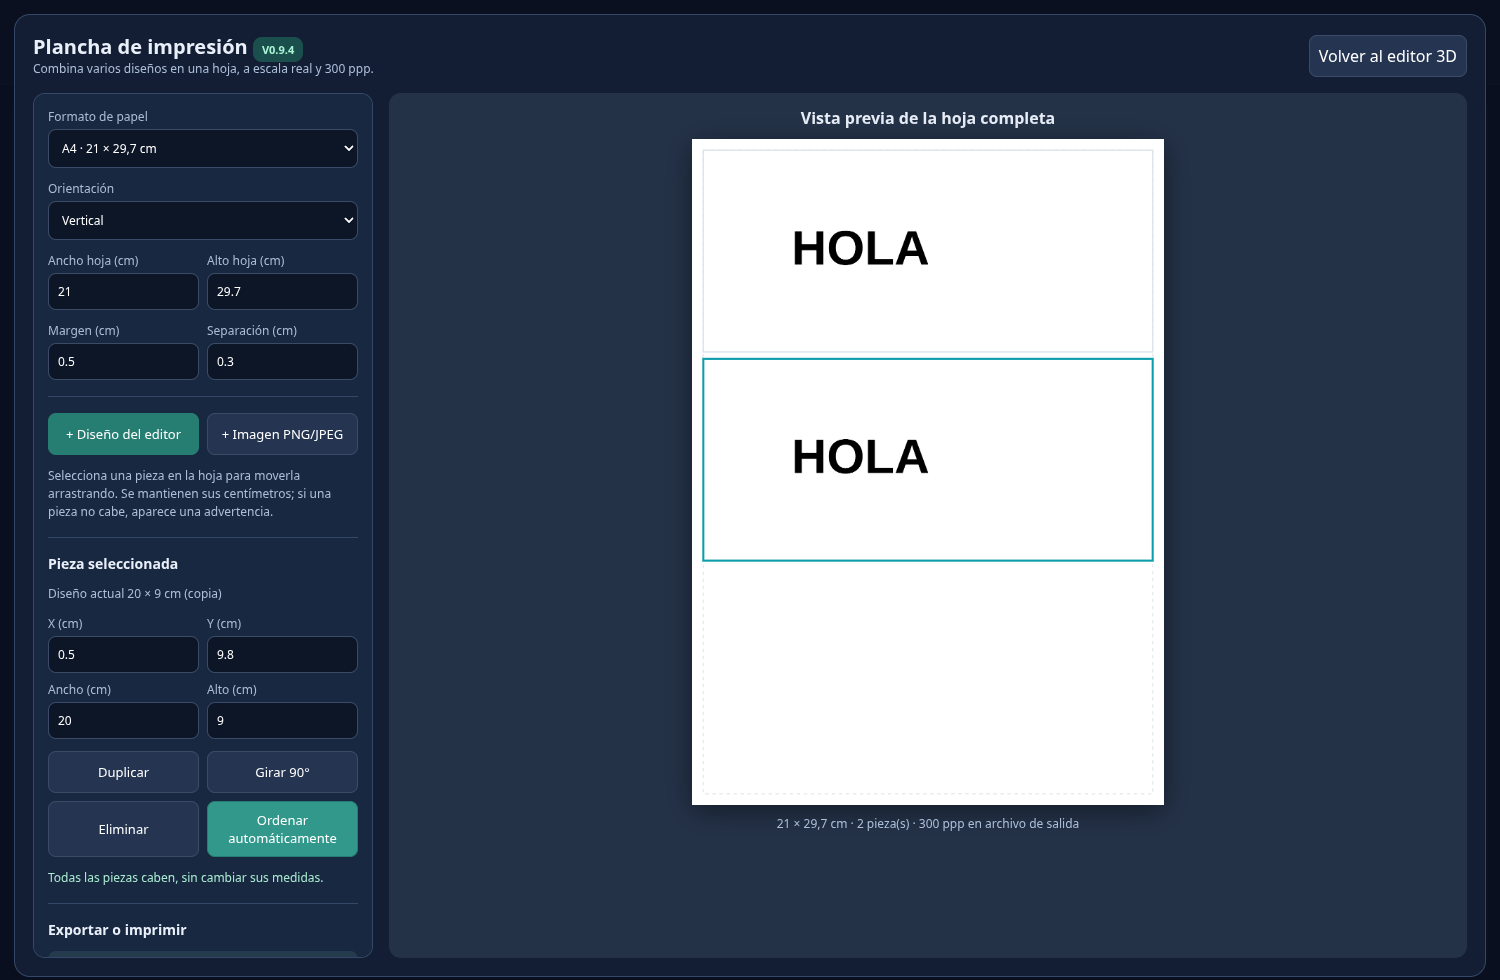 Plancha de impresión V0.9.4
Combina varios diseños en una hoja, a escala real y 300 ppp.
Volver al editor 3D
Formato de papel
A4 · 21 × 29,7 cm
Orientación
Vertical
Ancho hoja (cm) Alto hoja (cm)
21 29.7
Margen (cm) Separación (cm)
0.5 0.3
+ Diseño del editor + Imagen PNG/JPEG
Selecciona una pieza en la hoja para moverla
arrastrando. Se mantienen sus centímetros; si una
pieza no cabe, aparece una advertencia.
Pieza seleccionada
Diseño actual 20 × 9 cm (copia)
X (cm) Y (cm)
0.5 9.8
Ancho (cm) Alto (cm)
20 9
Duplicar Girar 90°
Eliminar Ordenar
automáticamente
Todas las piezas caben, sin cambiar sus medidas.
Exportar o imprimir
Vista previa de la hoja completa
HOLA
HOLA
21 × 29,7 cm · 2 pieza(s) · 300 ppp en archivo de salida